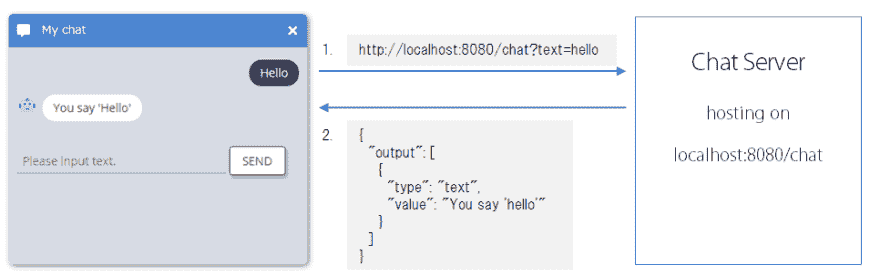 My chat
×
Hello
You say 'Hello'
Please input text.
SEND
1.
http://localhost:8080/chat?text=hello
2.
{
"output": [
{
"type": "text",
"value": "You say 'hello'"
}
]
}
Chat Server
hosting on
localhost:8080/chat